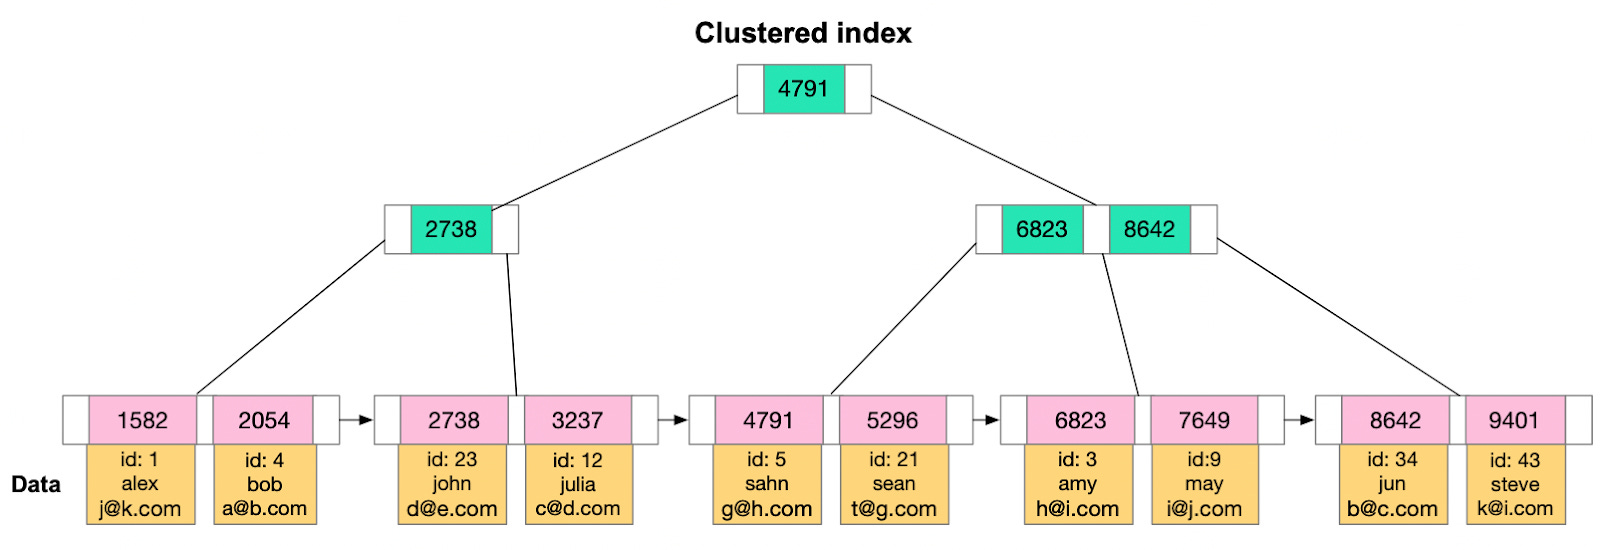 Clustered index
4791
2738
6823 8642
1582 2054 2738 3237 4791 5296 6823 7649 8642 9401
Data
id: 1
alex
j@k.com
id: 4
bob
a@b.com
id: 23
john
d@e.com
id: 12
julia
c@d.com
id: 5
sahn
g@h.com
id: 21
sean
t@g.com
id: 3
amy
h@i.com
id:9
may
i@j.com
id: 34
jun
b@c.com
id: 43
steve
k@i.com